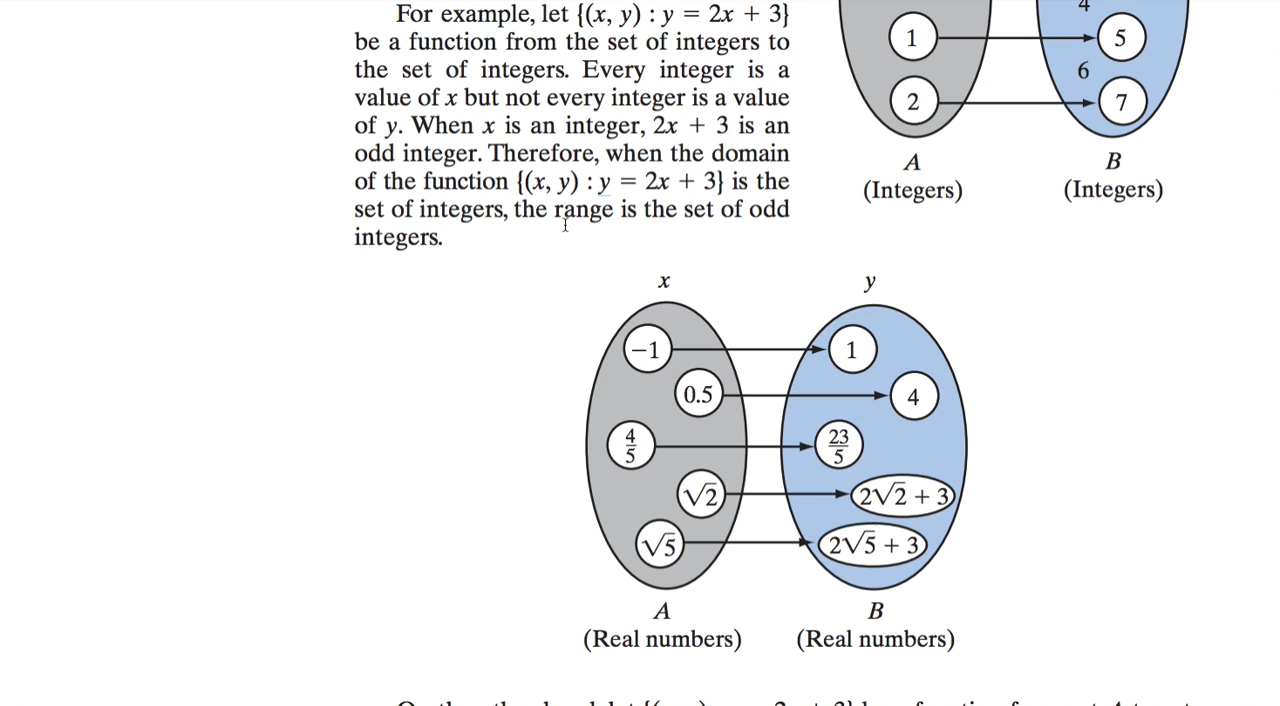 For example, let {(x, y) : y = 2x + 3}
be a function from the set of integers to
the set of integers. Every integer is a
value of x but not every integer is a value
of y. When x is an integer, 2x + 3 is an
odd integer. Therefore, when the domain
of the function {(x, y) : y = 2x + 3} is the
set of integers, the range is the set of odd
integers.
4
1 5
6
2 7
A B
(Integers) (Integers)
x y
−1 1
0.5 4
4/5 23/5
√2 2√2 + 3
√5 2√5 + 3
A B
(Real numbers) (Real numbers)